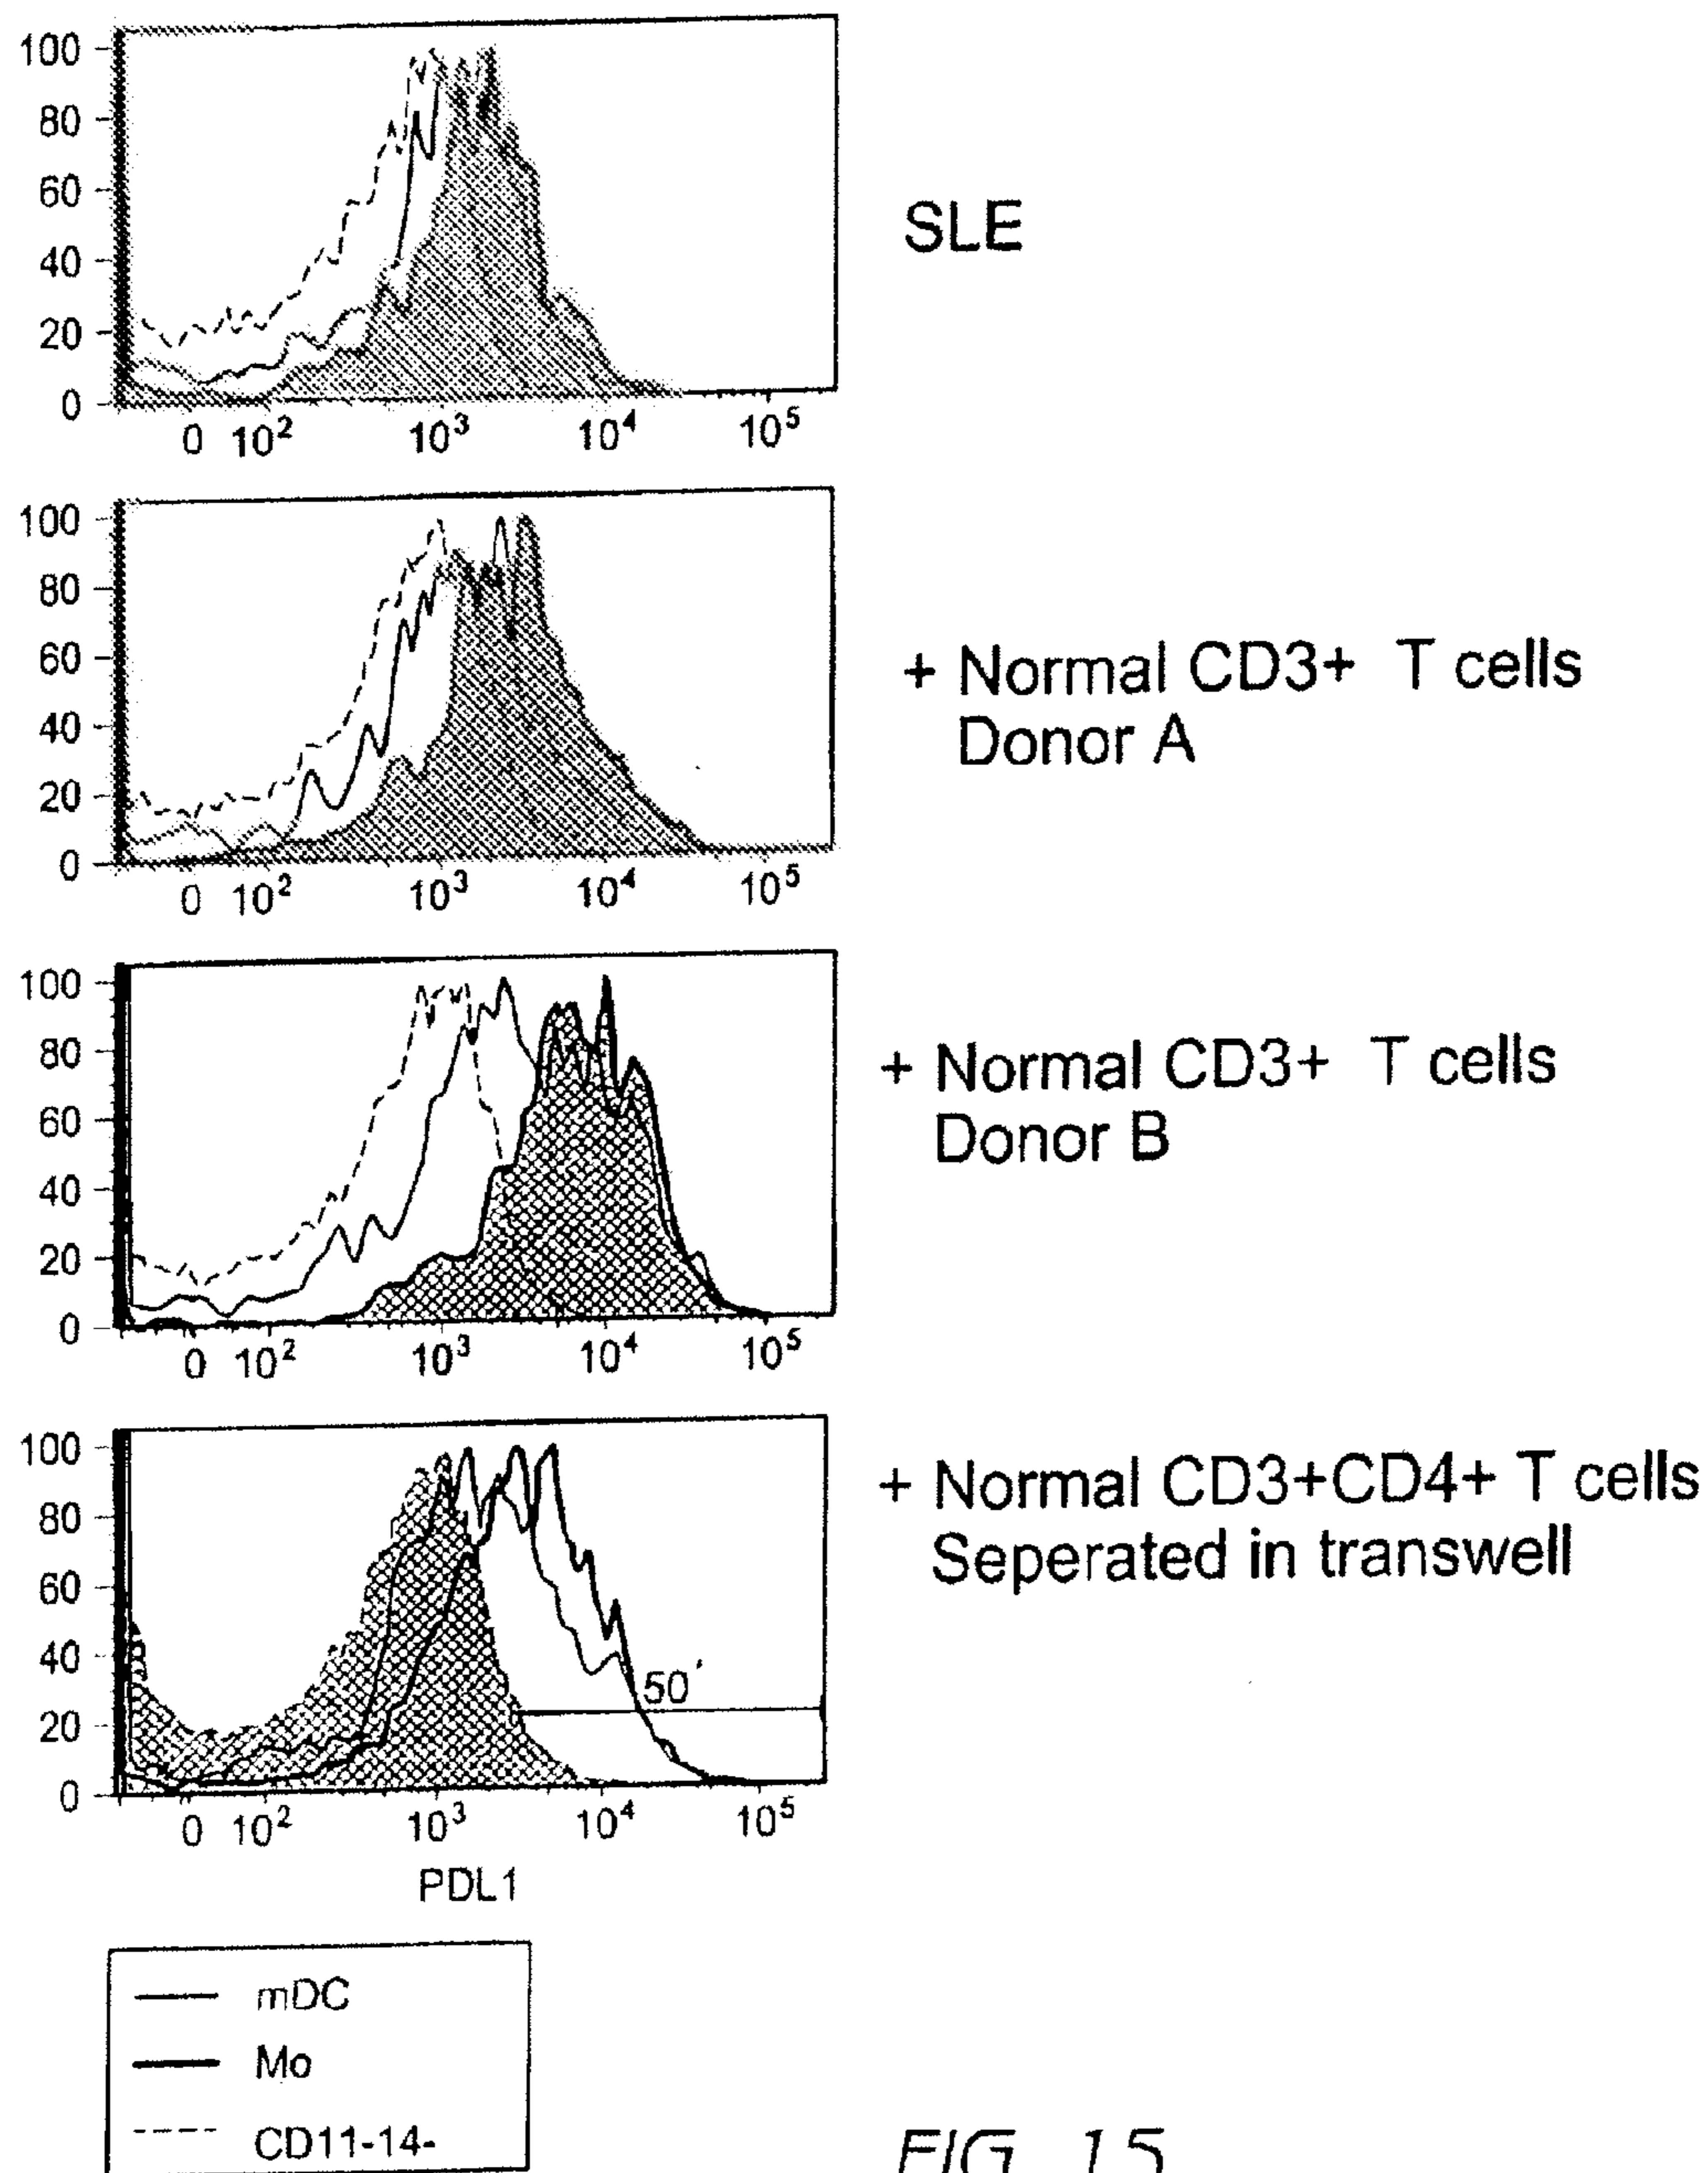 100
80
60
40
20
0
0 10² 10³ 10⁴ 10⁵
SLE
100
80
60
40
20
0
0 10² 10³ 10⁴ 10⁵
+ Normal CD3+ T cells
Donor A
100
80
60
40
20
0
0 10² 10³ 10⁴ 10⁵
+ Normal CD3+ T cells
Donor B
100
80
60
40
20
0
50
0 10² 10³ 10⁴ 10⁵
+ Normal CD3+CD4+ T cells
Seperated in transwell
PDL1
mDC
Mo
CD11-14-
FIG. 15